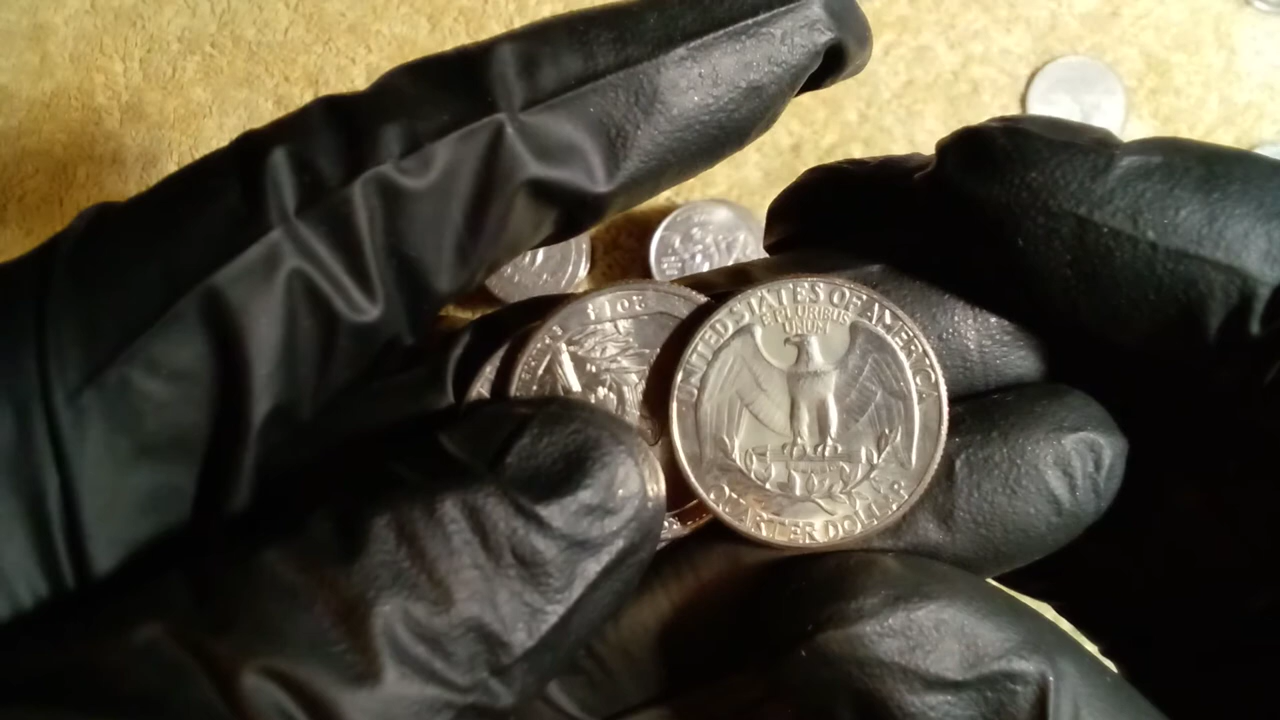 UNITED STATES OF AMERICA
E PLURIBUS
UNUM
QUARTER DOLLAR
2014